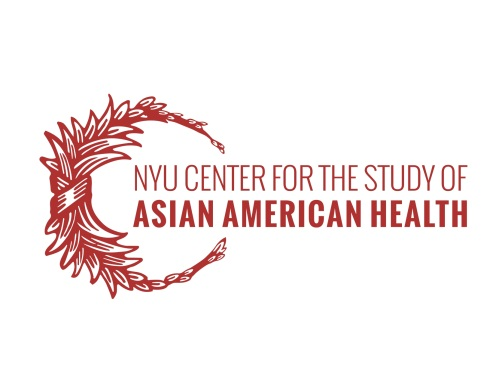 NYU CENTER FOR THE STUDY OF
ASIAN AMERICAN HEALTH